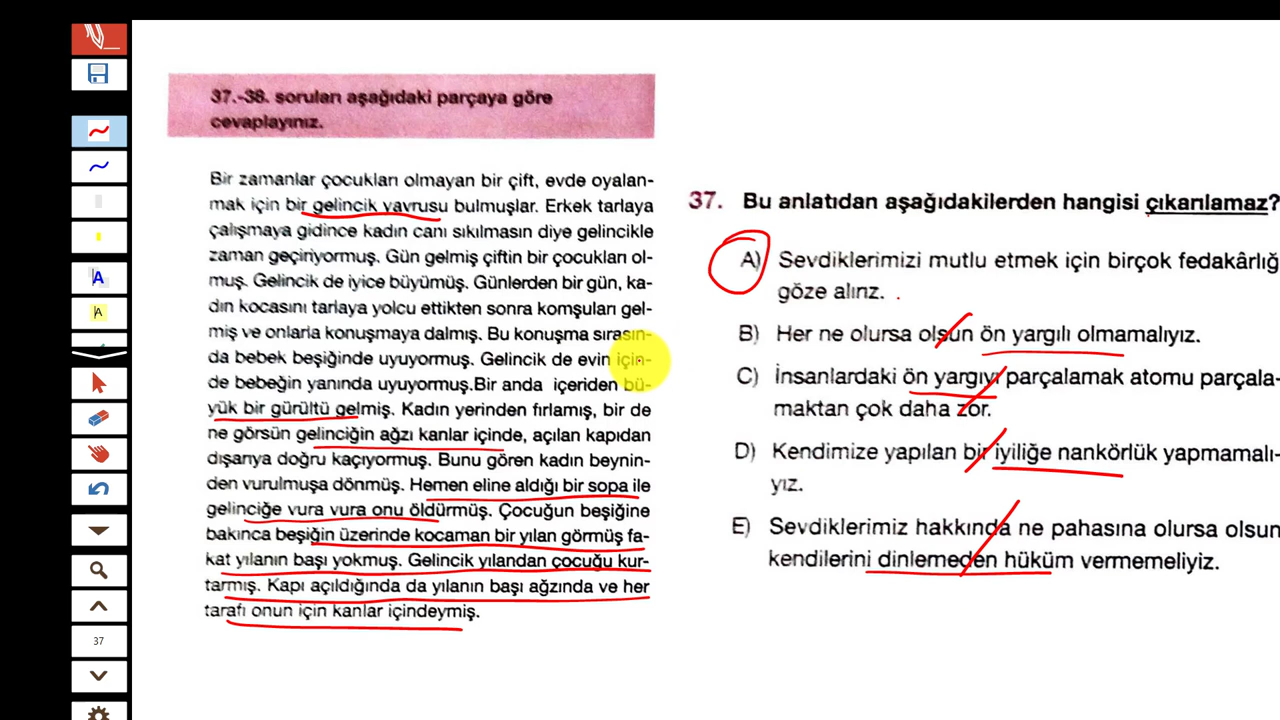 37.-38. soruları aşağıdaki parçaya göre
cevaplayınız.
Bir zamanlar çocukları olmayan bir çift, evde oyalan-
mak için bir gelincik yavrusu bulmuşlar. Erkek tarlaya
çalışmaya gidince kadın canı sıkılmasın diye gelincikle
zaman geçiriyormuş. Gün gelmiş çiftin bir çocukları ol-
muş. Gelincik de iyice büyümüş. Günlerden bir gün, ka-
dın kocasını tarlaya yolcu ettikten sonra komşuları gel-
miş ve onlarla konuşmaya dalmış. Bu konuşma sırasın-
da bebek beşiğinde uyuyormuş. Gelincik de evin için-
de bebeğin yanında uyuyormuş.Bir anda içeriden bü-
yük bir gürültü gelmiş. Kadın yerinden fırlamış, bir de
ne görsün gelinciğin ağzı kanlar içinde, açılan kapıdan
dışarıya doğru kaçıyormuş. Bunu gören kadın beynin-
den vurulmuşa dönmüş. Hemen eline aldığı bir sopa ile
gelinciğe vura vura onu öldürmüş. Çocuğun beşiğine
bakınca beşiğin üzerinde kocaman bir yılan görmüş fa-
kat yılanın başı yokmuş. Gelincik yılandan çocuğu kur-
tarmış. Kapı açıldığında da yılanın başı ağzında ve her
tarafı onun için kanlar içindeymiş.
37. Bu anlatıdan aşağıdakilerden hangisi çıkarılamaz?
A) Sevdiklerimizi mutlu etmek için birçok fedakârlığ
göze alırız.
B) Her ne olursa olsun ön yargılı olmamalıyız.
C) İnsanlardaki ön yargıyı parçalamak atomu parçala-
maktan çok daha zor.
D) Kendimize yapılan bir iyiliğe nankörlük yapmamalı-
yız.
E) Sevdiklerimiz hakkında ne pahasına olursa olsun
kendilerini dinlemeden hüküm vermemeliyiz.
A
A
37